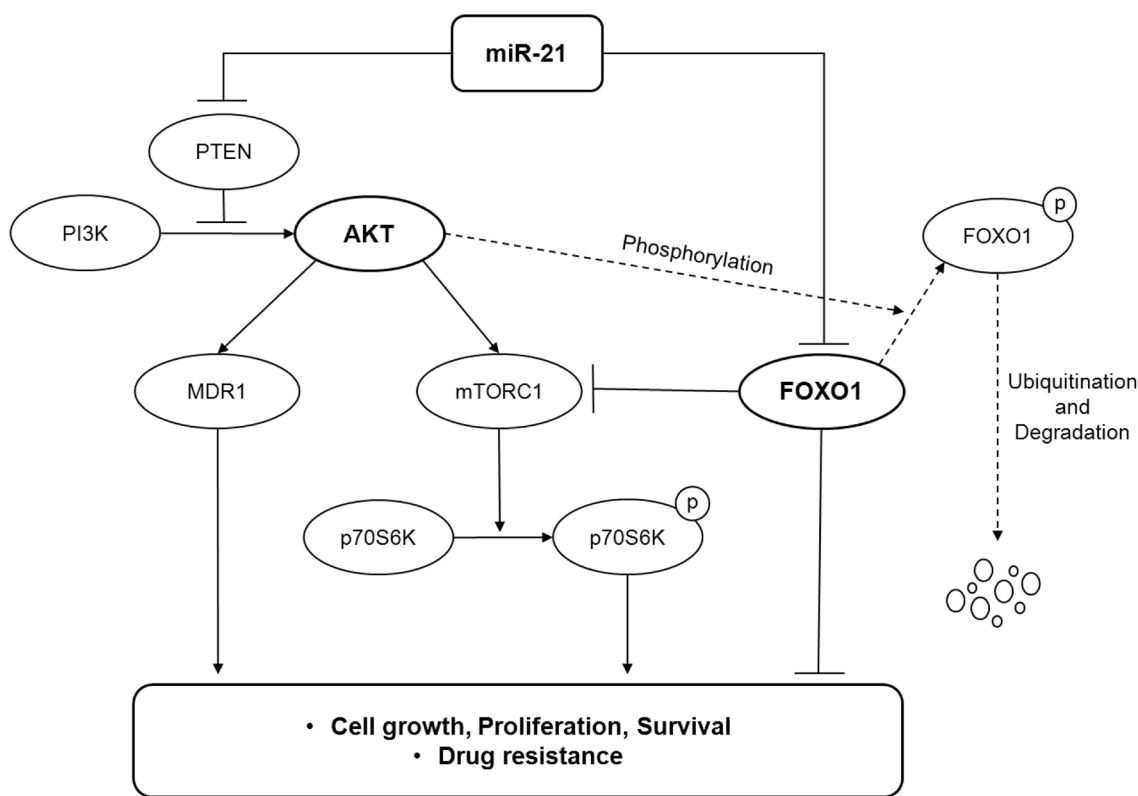 miR-21
PTEN
p
PI3K
AKT
FOXO1
Phosphorylation
MDR1
mTORC1
FOXO1
Ubiquitination
and
Degradation
p
p70S6K
p70S6K
• Cell growth, Proliferation, Survival
• Drug resistance